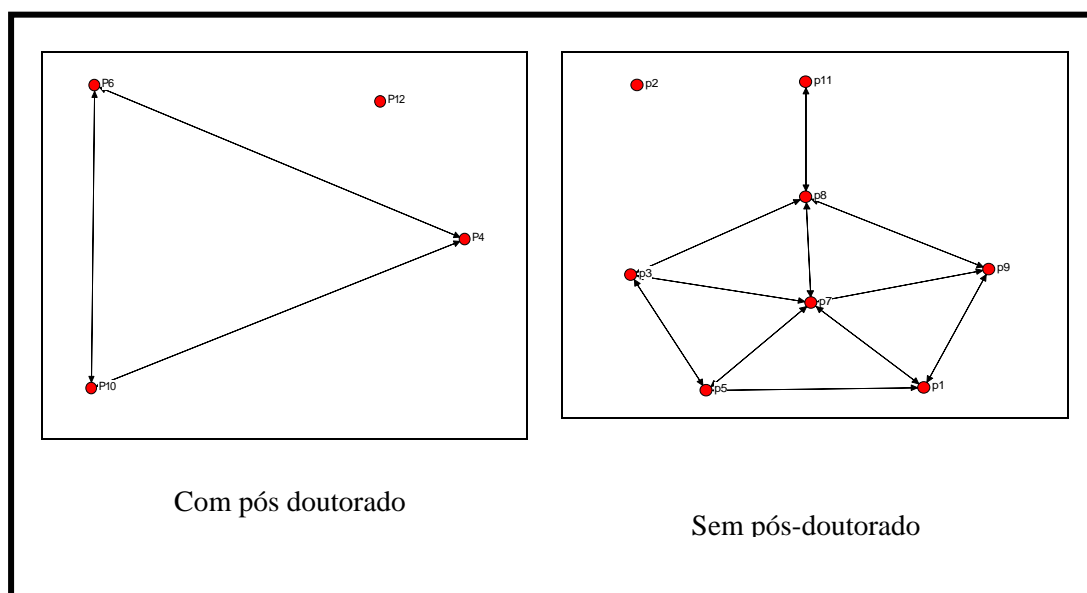 P6
P12
P4
P10
Com pós doutorado
p2
p11
p8
p3
p9
p7
p5
p1
Sem pós-doutorado